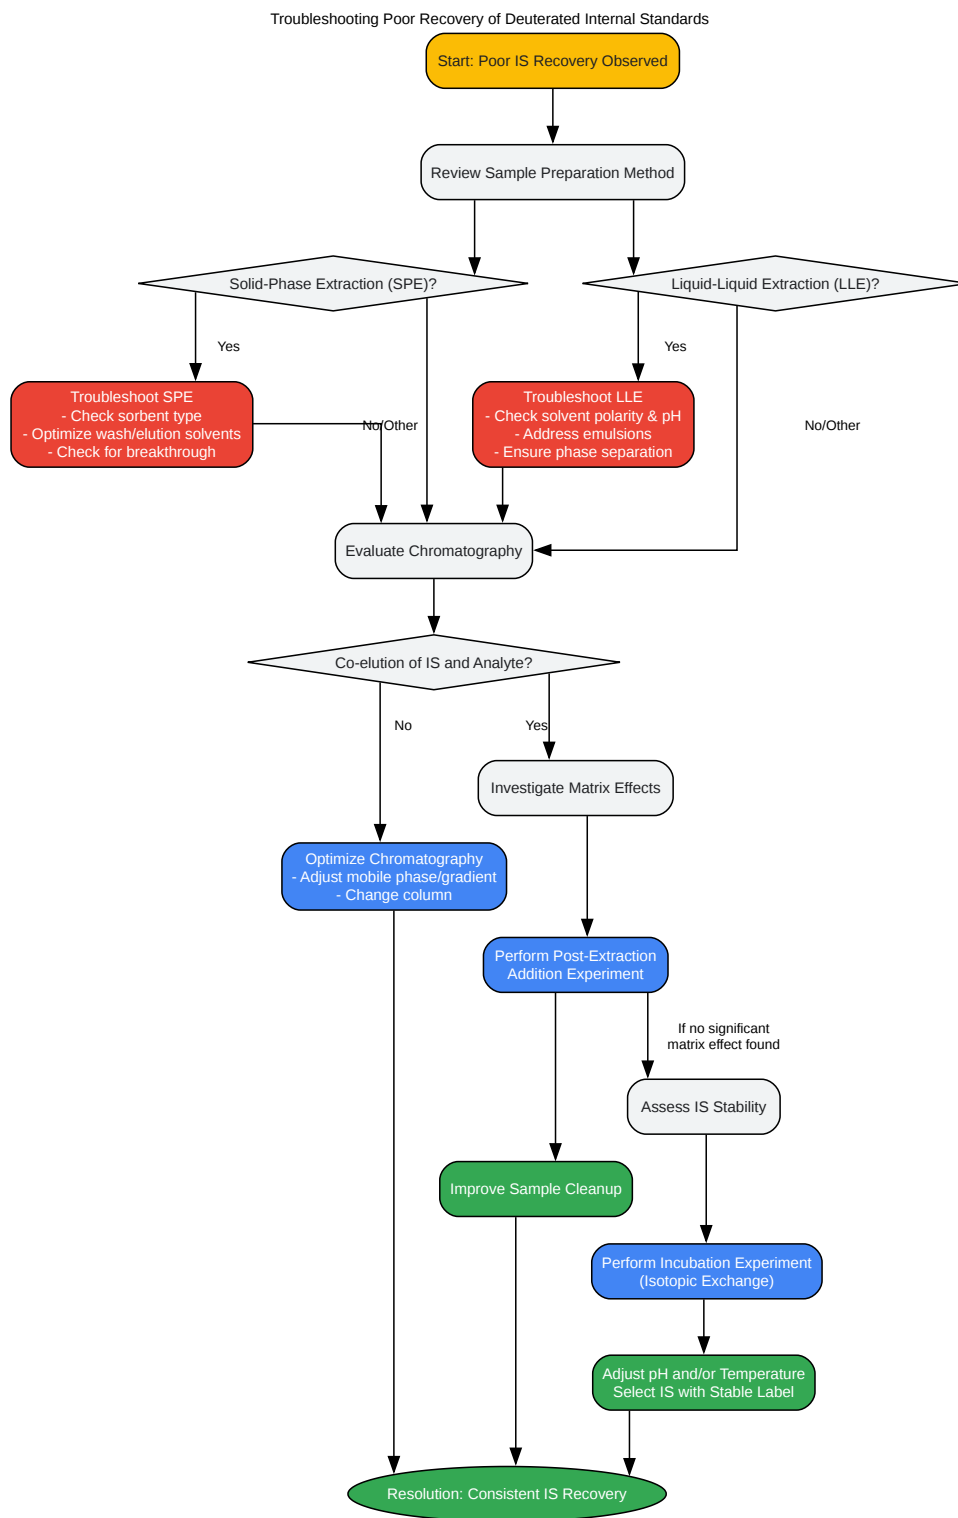 Troubleshooting Poor Recovery of Deuterated Internal Standards
Start: Poor IS Recovery Observed
Review Sample Preparation Method
Solid-Phase Extraction (SPE)?
Liquid-Liquid Extraction (LLE)?
Yes
Yes
Troubleshoot SPE
- Check sorbent type
- Optimize wash/elution solvents
- Check for breakthrough
No/Other
Troubleshoot LLE
- Check solvent polarity & pH
- Address emulsions
- Ensure phase separation
No/Other
Evaluate Chromatography
Co-elution of IS and Analyte?
No
Yes
Investigate Matrix Effects
Optimize Chromatography
- Adjust mobile phase/gradient
- Change column
Perform Post-Extraction
Addition Experiment
If no significant
matrix effect found
Assess IS Stability
Improve Sample Cleanup
Perform Incubation Experiment
(Isotopic Exchange)
Adjust pH and/or Temperature
Select IS with Stable Label
Resolution: Consistent IS Recovery